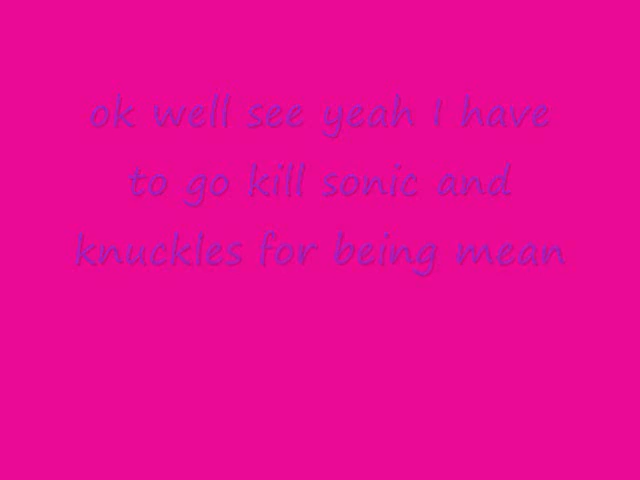 ok well see yeah I have
to go kill sonic and
knuckles for being mean